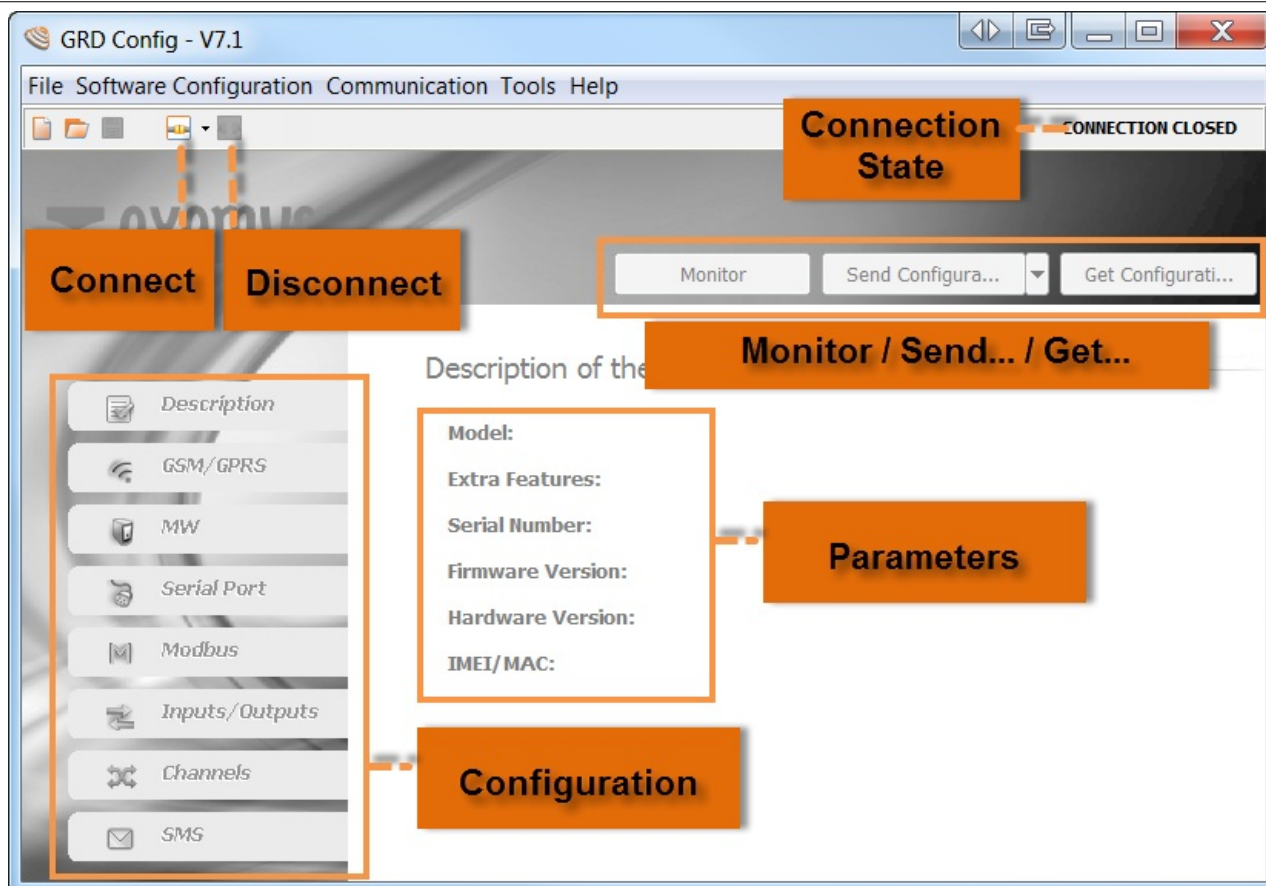 GRD Config - V7.1
File Software Configuration Communication Tools Help
Connection
State
CONNECTION CLOSED
Connect
Disconnect
Monitor
Send Configura...
Get Configurati...
Monitor / Send... / Get...
Description of the
Description
GSM/GPRS
MW
Serial Port
Modbus
Inputs/Outputs
Channels
SMS
Model:
Extra Features:
Serial Number:
Firmware Version:
Hardware Version:
IMEI/MAC:
Parameters
Configuration